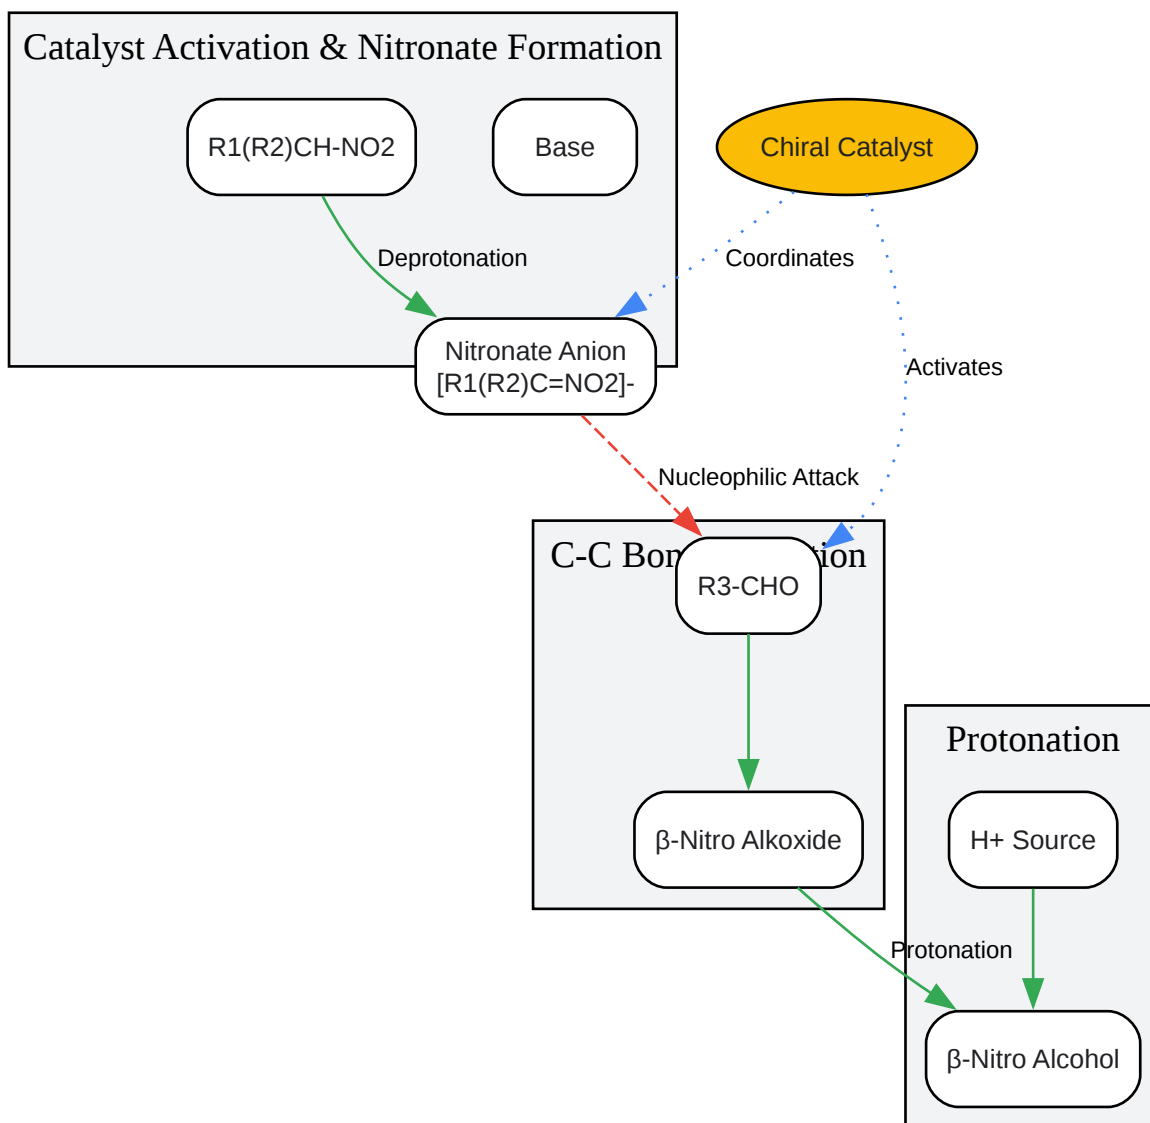 Catalyst Activation & Nitronate Formation
R1(R2)CH-NO2
Base
Chiral Catalyst
Deprotonation
Coordinates
Nitronate Anion
[R1(R2)C=NO2]-
Activates
Nucleophilic Attack
C-C Bon tion
R3-CHO
Protonation
β-Nitro Alkoxide
H+ Source
Protonation
β-Nitro Alcohol